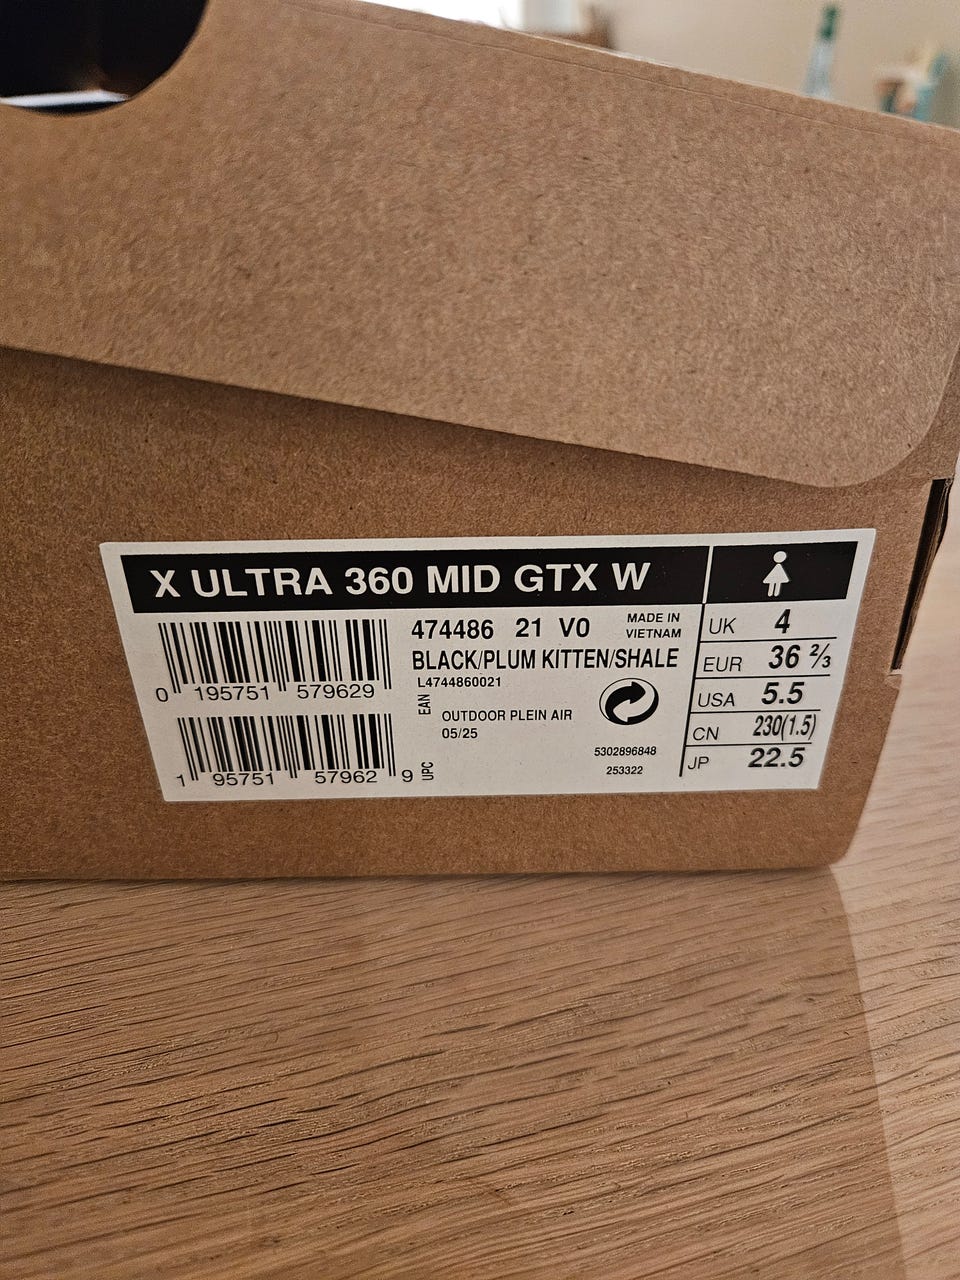 X ULTRA 360 MID GTX W
474486 21 V0
MADE IN
VIETNAM
BLACK/PLUM KITTEN/SHALE
L4744860021
EAN
0 195751 579629
OUTDOOR PLEIN AIR
05/25
5302896848
253322
1 95751 57962 9
UPC
UK 4
EUR 36 ⅔
USA 5.5
CN 230(1.5)
JP 22.5